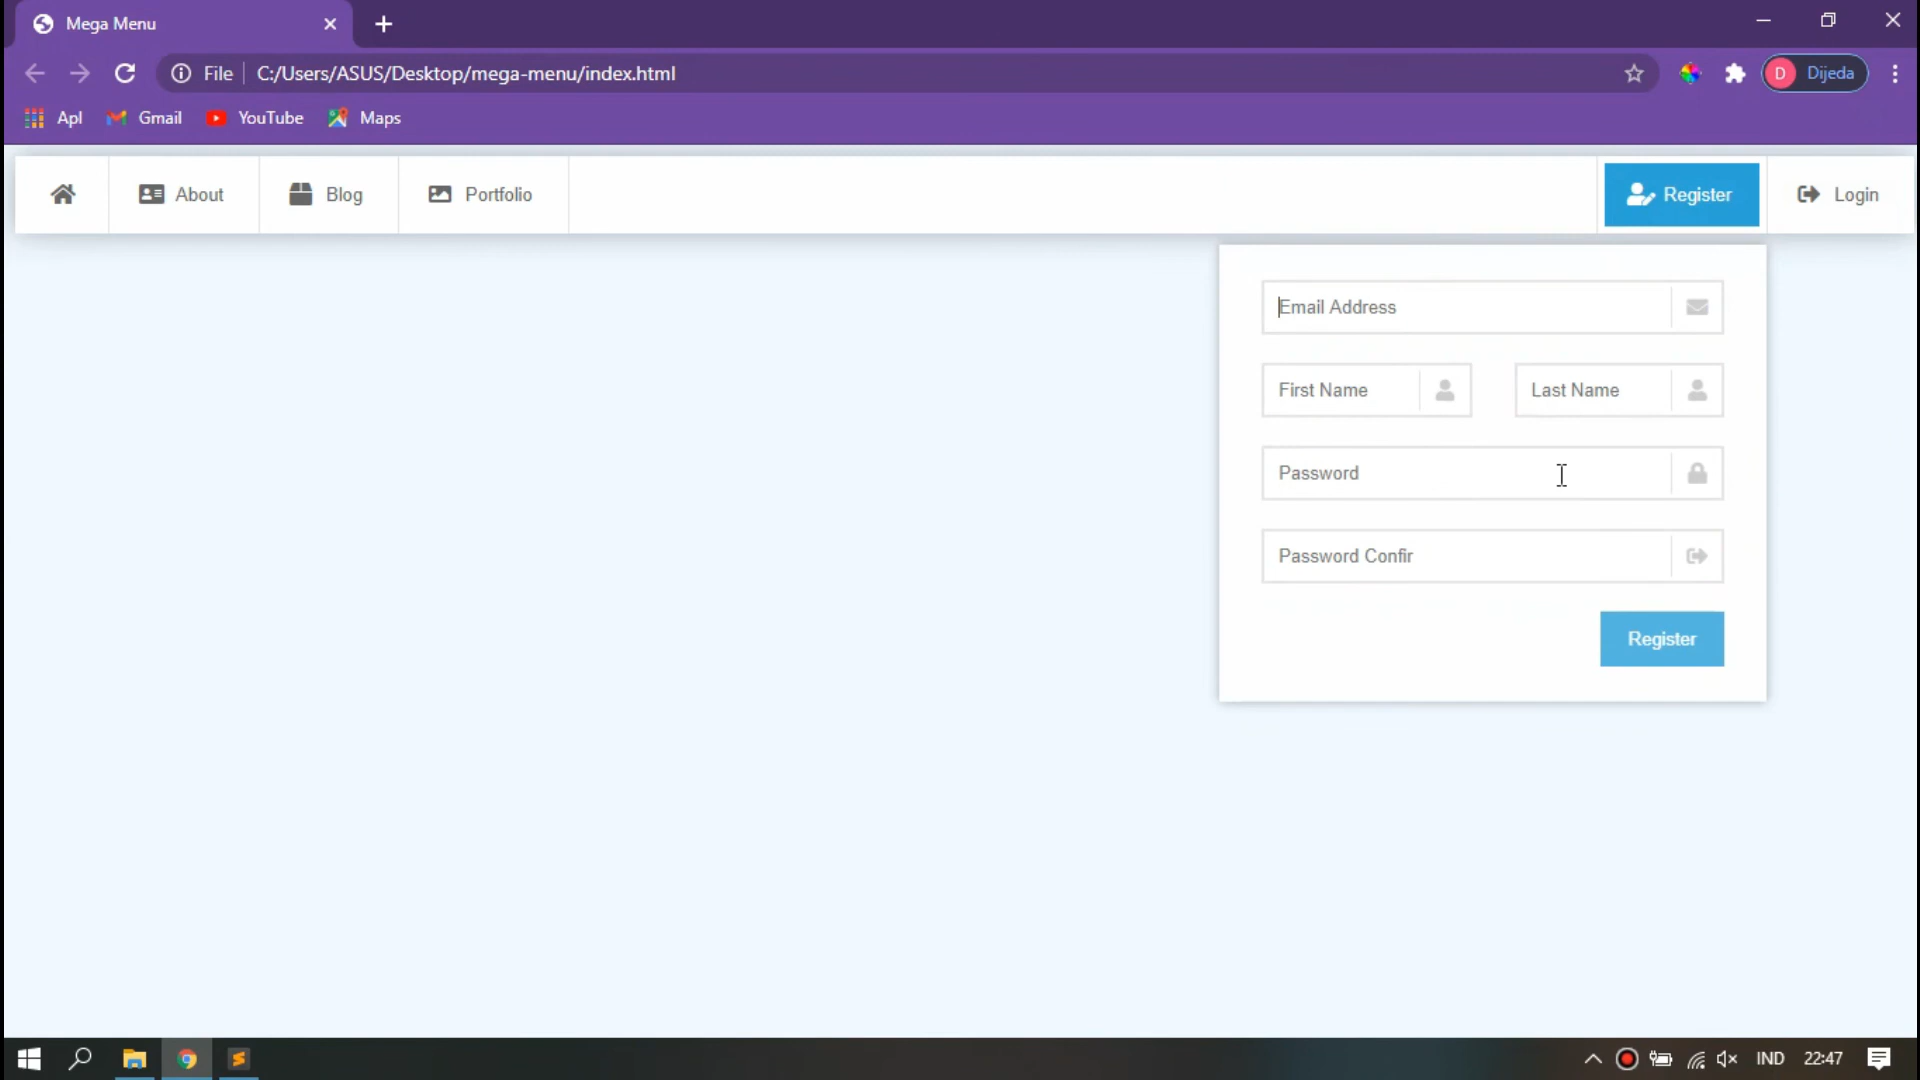 Mega Menu
File C:/Users/ASUS/Desktop/mega-menu/index.html
D Dijeda
Apl Gmail YouTube Maps
About Blog Portfolio Register Login
Email Address
First Name Last Name
Password
Password Confir
Register
IND 22:47